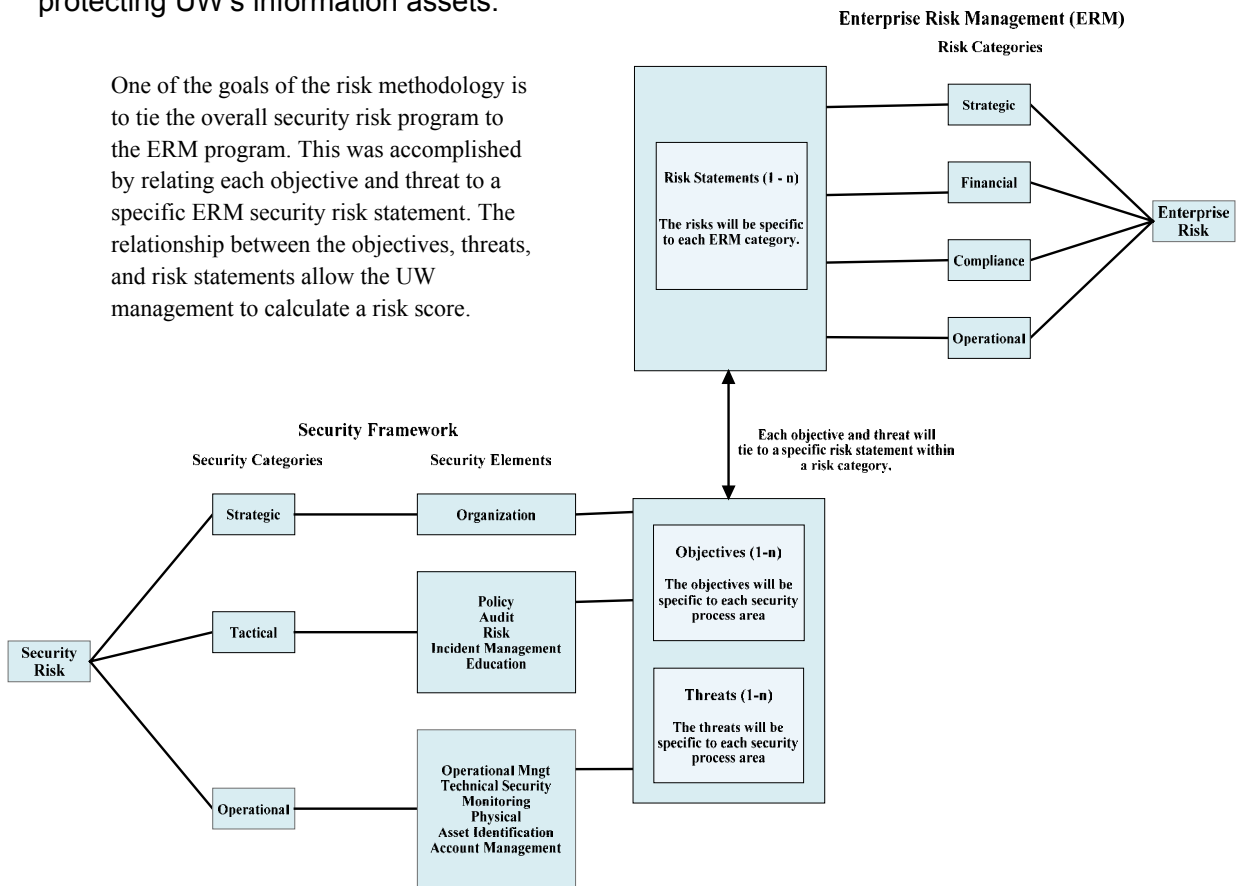 protecting UW's information assets.
One of the goals of the risk methodology is
to tie the overall security risk program to
the ERM program. This was accomplished
by relating each objective and threat to a
specific ERM security risk statement. The
relationship between the objectives, threats,
and risk statements allow the UW
management to calculate a risk score.
Enterprise Risk Management (ERM)
Risk Categories
Risk Statements (1 - n)
The risks will be specific
to each ERM category.
Strategic
Financial
Compliance
Operational
Enterprise
Risk
Each objective and threat will
tie to a specific risk statement within
a risk category.
Security Framework
Security Categories
Security Elements
Security
Risk
Strategic
Organization
Tactical
Policy
Audit
Risk
Incident Management
Education
Operational
Operational Mngt
Technical Security
Monitoring
Physical
Asset Identification
Account Management
Objectives (1-n)
The objectives will be
specific to each security
process area
Threats (1-n)
The threats will be
specific to each security
process area